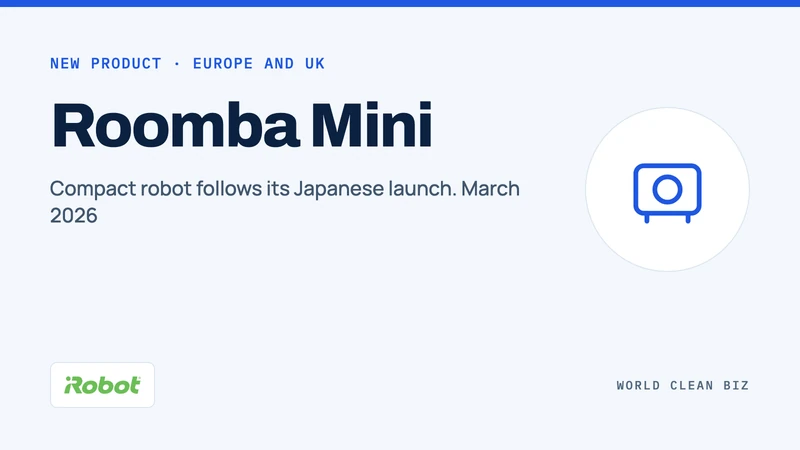 NEW PRODUCT · EUROPE AND UK
Roomba Mini
Compact robot follows its Japanese launch. March
2026
iRobot
WORLD CLEAN BIZ